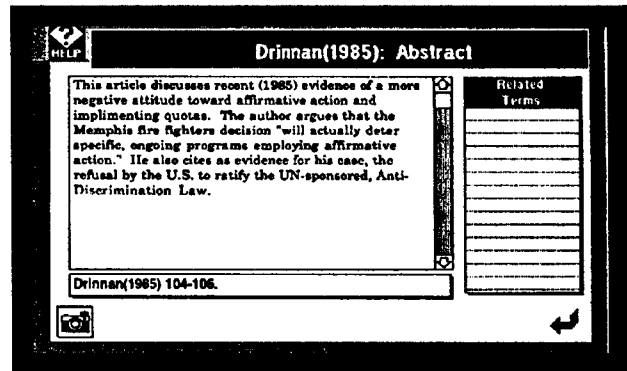 HELP
Drinnan(1985): Abstract
This article discusses recent (1985) evidence of a more
negative attitude toward affirmative action and
implimenting quotas. The author argues that the
Memphis fire fighters decision "will actually deter
specific, ongoing programs employing affirmative
action." He also cites as evidence for his case, the
refusal by the U.S. to ratify the UN-sponsored, Anti-
Discrimination Law.
Related
Terms
Drinnan(1985) 104-106.